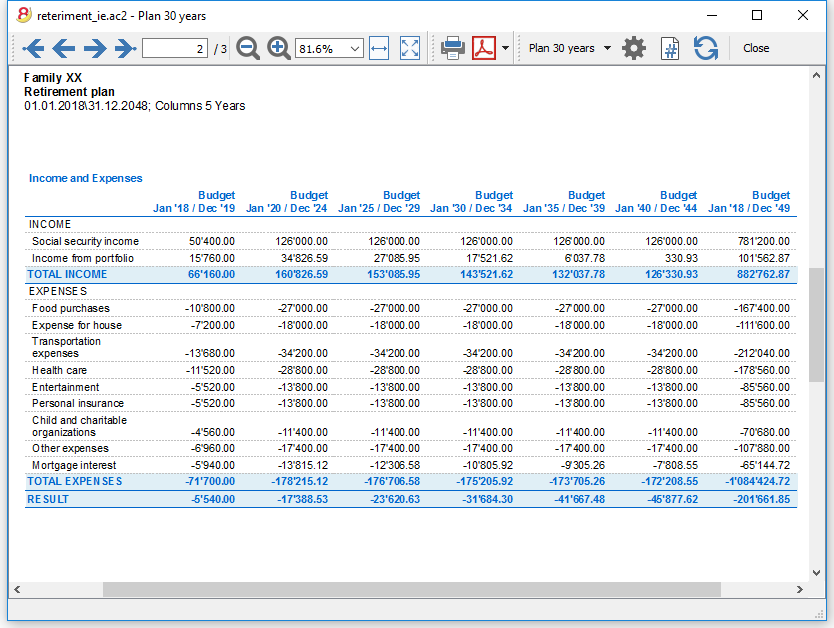 reteriment_ie.ac2 - Plan 30 years
2 / 3 81.6% Plan 30 years # Close
Family XX
Retirement plan
01.01.2018\31.12.2048; Columns 5 Years
Income and Expenses
Budget Budget Budget Budget Budget Budget Budget
Jan '18 / Dec '19 Jan '20 / Dec '24 Jan '25 / Dec '29 Jan '30 / Dec '34 Jan '35 / Dec '39 Jan '40 / Dec '44 Jan '18 / Dec '49
INCOME
Social security income 50'400.00 126'000.00 126'000.00 126'000.00 126'000.00 126'000.00 781'200.00
Income from portfolio 15'760.00 34'826.59 27'085.95 17'521.62 6'037.78 330.93 101'562.87
TOTAL INCOME 66'160.00 160'826.59 153'085.95 143'521.62 132'037.78 126'330.93 882'762.87
EXPENSES
Food purchases -10'800.00 -27'000.00 -27'000.00 -27'000.00 -27'000.00 -27'000.00 -167'400.00
Expense for house -7'200.00 -18'000.00 -18'000.00 -18'000.00 -18'000.00 -18'000.00 -111'600.00
Transportation
expenses -13'680.00 -34'200.00 -34'200.00 -34'200.00 -34'200.00 -34'200.00 -212'040.00
Health care -11'520.00 -28'800.00 -28'800.00 -28'800.00 -28'800.00 -28'800.00 -178'560.00
Entertainment -5'520.00 -13'800.00 -13'800.00 -13'800.00 -13'800.00 -13'800.00 -85'560.00
Personal insurance -5'520.00 -13'800.00 -13'800.00 -13'800.00 -13'800.00 -13'800.00 -85'560.00
Child and charitable
organizations -4'560.00 -11'400.00 -11'400.00 -11'400.00 -11'400.00 -11'400.00 -70'680.00
Other expenses -6'960.00 -17'400.00 -17'400.00 -17'400.00 -17'400.00 -17'400.00 -107'880.00
Mortgage interest -5'940.00 -13'815.12 -12'306.58 -10'805.92 -9'305.26 -7'808.55 -65'144.72
TOTAL EXPENSES -71'700.00 -178'215.12 -176'706.58 -175'205.92 -173'705.26 -172'208.55 -1'084'424.72
RESULT -5'540.00 -17'388.53 -23'620.63 -31'684.30 -41'667.48 -45'877.62 -201'661.85